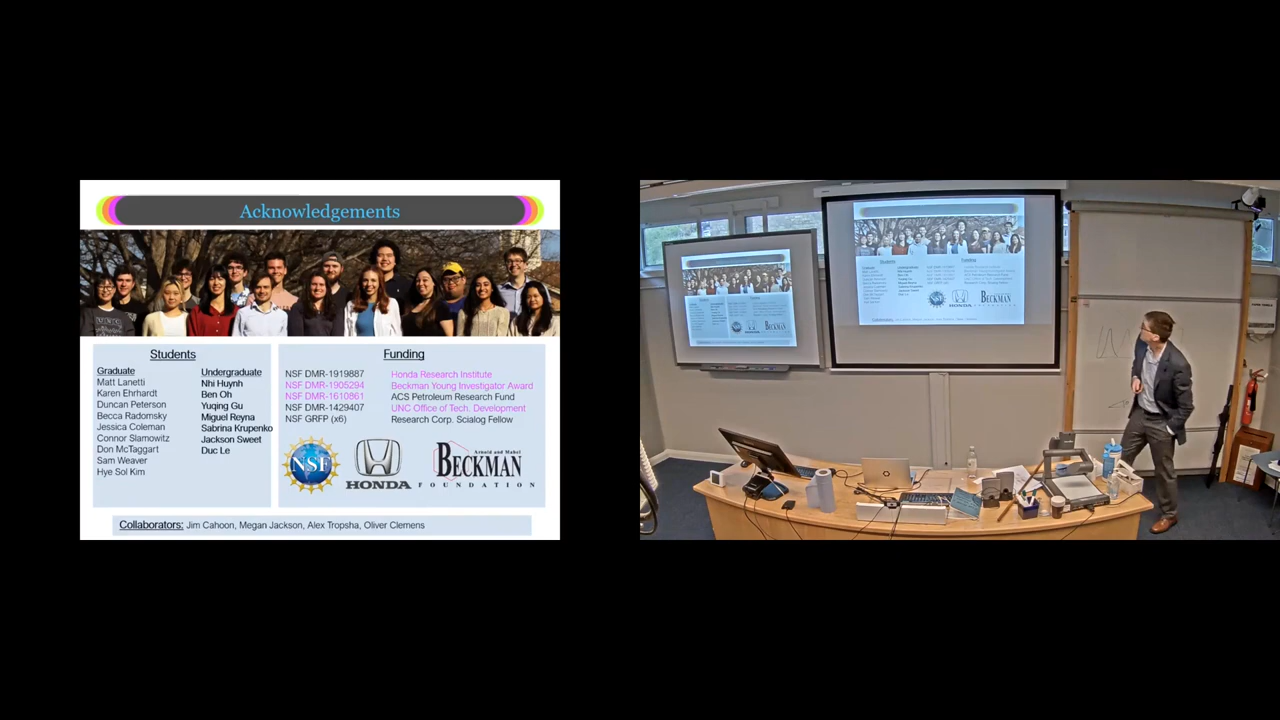 Acknowledgements
Students
Graduate
Matt Lanetti
Karen Ehrhardt
Duncan Peterson
Becca Radomsky
Jessica Coleman
Connor Slamowitz
Don McTaggart
Sam Weaver
Hye Sol Kim
Undergraduate
Nhi Huynh
Ben Oh
Yuqing Gu
Miguel Reyna
Sabrina Krupenko
Jackson Sweet
Duc Le
Funding
NSF DMR-1919887
NSF DMR-1905294
NSF DMR-1610861
NSF DMR-1429407
NSF GRFP (x6)
Honda Research Institute
Beckman Young Investigator Award
ACS Petroleum Research Fund
UNC Office of Tech. Development
Research Corp. Scialog Fellow
NSF
HONDA
Arnold and Mabel
BECKMAN
FOUNDATION
Collaborators: Jim Cahoon, Megan Jackson, Alex Tropsha, Oliver Clemens
Students
Funding
BECKMAN
BECKMAN